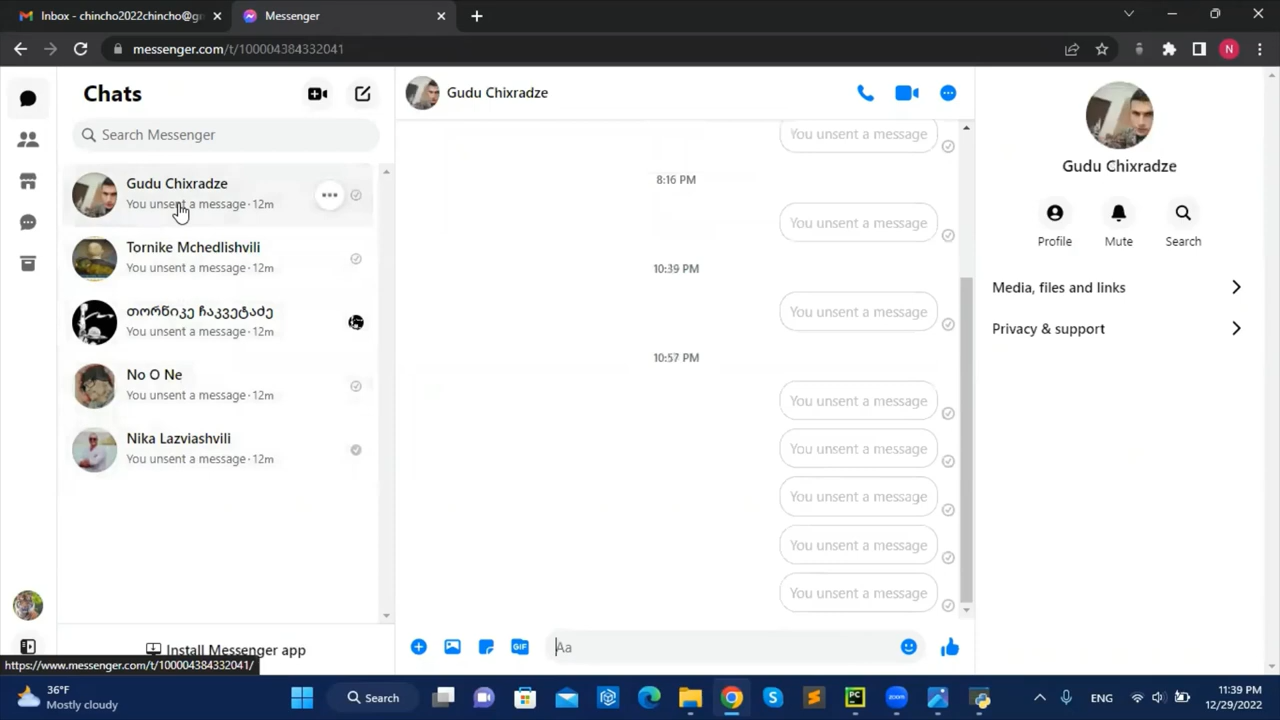 Inbox - chincho2022chincho@gm
Messenger
messenger.com/t/100004384332041
N
Chats
Search Messenger
Gudu Chixradze
You unsent a message · 12m
Tornike Mchedlishvili
You unsent a message · 12m
თორნიკე ჩაკვეტაძე
You unsent a message · 12m
No O Ne
You unsent a message · 12m
Nika Lazviashvili
You unsent a message · 12m
Install Messenger app
https://www.messenger.com/t/100004384332041/
Gudu Chixradze
You unsent a message
8:16 PM
You unsent a message
10:39 PM
You unsent a message
10:57 PM
You unsent a message
You unsent a message
You unsent a message
You unsent a message
You unsent a message
GIF
Aa
Gudu Chixradze
Profile
Mute
Search
Media, files and links
Privacy & support
36°F
Mostly cloudy
Search
PC
zoom
ENG
11:39 PM
12/29/2022